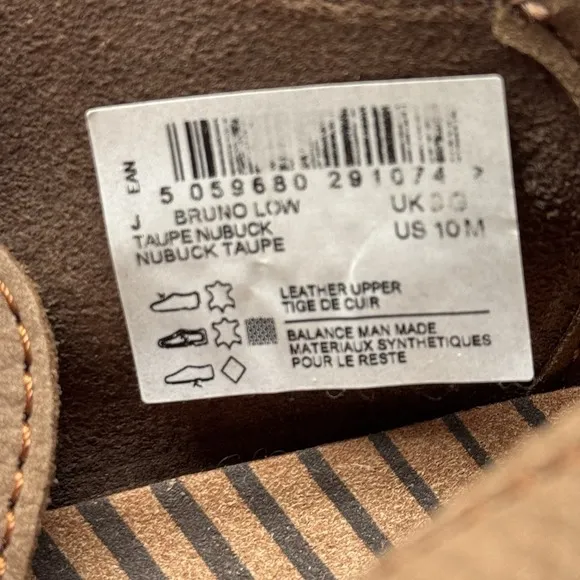 EAN
5 059680 291074 >
J BRUNO LOW UK
TAUPE NUBUCK US 10 M
NUBUCK TAUPE
LEATHER UPPER
TIGE DE CUIR
BALANCE MAN MADE
MATERIAUX SYNTHETIQUES
POUR LE RESTE